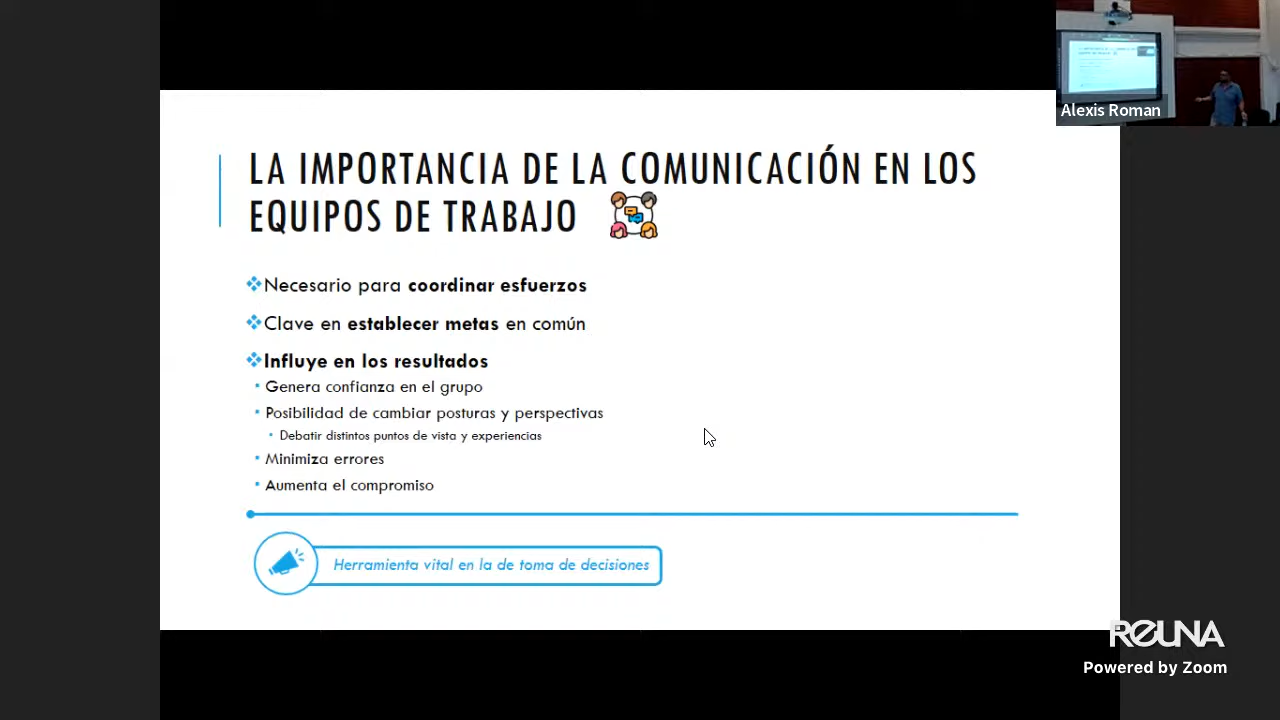 LA IMPORTANCIA DE LA COMUNICACIÓN EN LOS
EQUIPOS DE TRABAJO
Necesario para coordinar esfuerzos
Clave en establecer metas en común
Influye en los resultados
Genera confianza en el grupo
Posibilidad de cambiar posturas y perspectivas
Debatir distintos puntos de vista y experiencias
Minimiza errores
Aumenta el compromiso
Herramienta vital en la de toma de decisiones
Alexis Roman
REUNA
Powered by Zoom